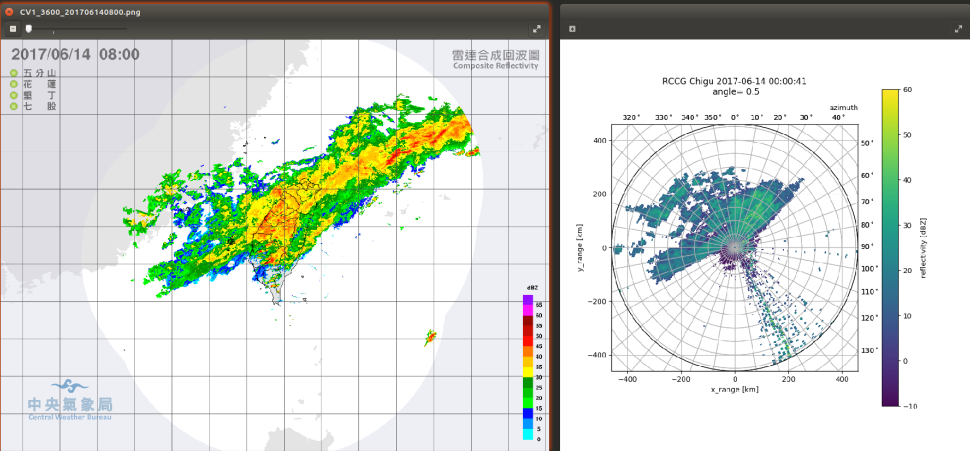 CV1_3600_201706140800.png
2017/06/14 08:00
五分山
花 蓮
墾 丁
七 股
雷達合成回波圖
Composite Reflectivity
dBZ
65
60
55
50
45
40
35
30
25
20
15
10
5
0
中央氣象局
Central Weather Bureau
RCCG Chigu 2017-06-14 00:00:41
angle= 0.5
azimuth
320° 330° 340° 350° 0° 10° 20° 30° 40°
50°
60°
70°
80°
90°
100°
110°
120°
130°
400
200
0
−200
−400
y_range [km]
−400 −200 0 200 400
x_range [km]
60
50
40
30
20
10
0
−10
reflectivity [dBZ]